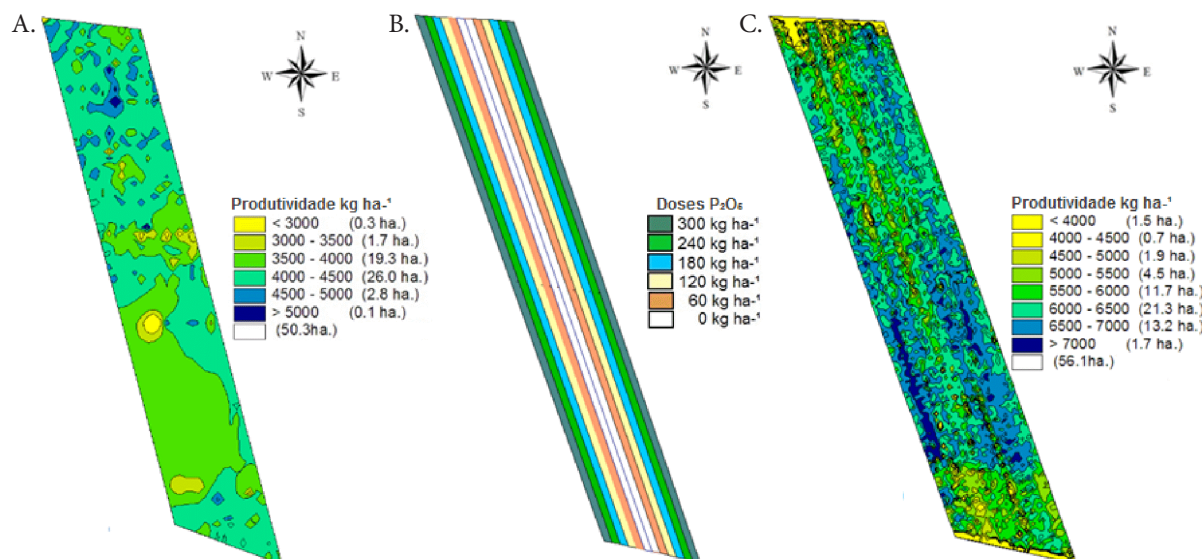 A.
N
W E
S
Produtividade kg ha-¹
< 3000 (0.3 ha.)
3000 - 3500 (1.7 ha.)
3500 - 4000 (19.3 ha.)
4000 - 4500 (26.0 ha.)
4500 - 5000 (2.8 ha.)
> 5000 (0.1 ha.)
(50.3ha.)
B.
N
W E
S
Doses P₂O₅
300 kg ha-¹
240 kg ha-¹
180 kg ha-¹
120 kg ha-¹
60 kg ha-¹
0 kg ha-¹
C.
N
W E
S
Produtividade kg ha-¹
< 4000 (1.5 ha.)
4000 - 4500 (0.7 ha.)
4500 - 5000 (1.9 ha.)
5000 - 5500 (4.5 ha.)
5500 - 6000 (11.7 ha.)
6000 - 6500 (21.3 ha.)
6500 - 7000 (13.2 ha.)
> 7000 (1.7 ha.)
(56.1ha.)